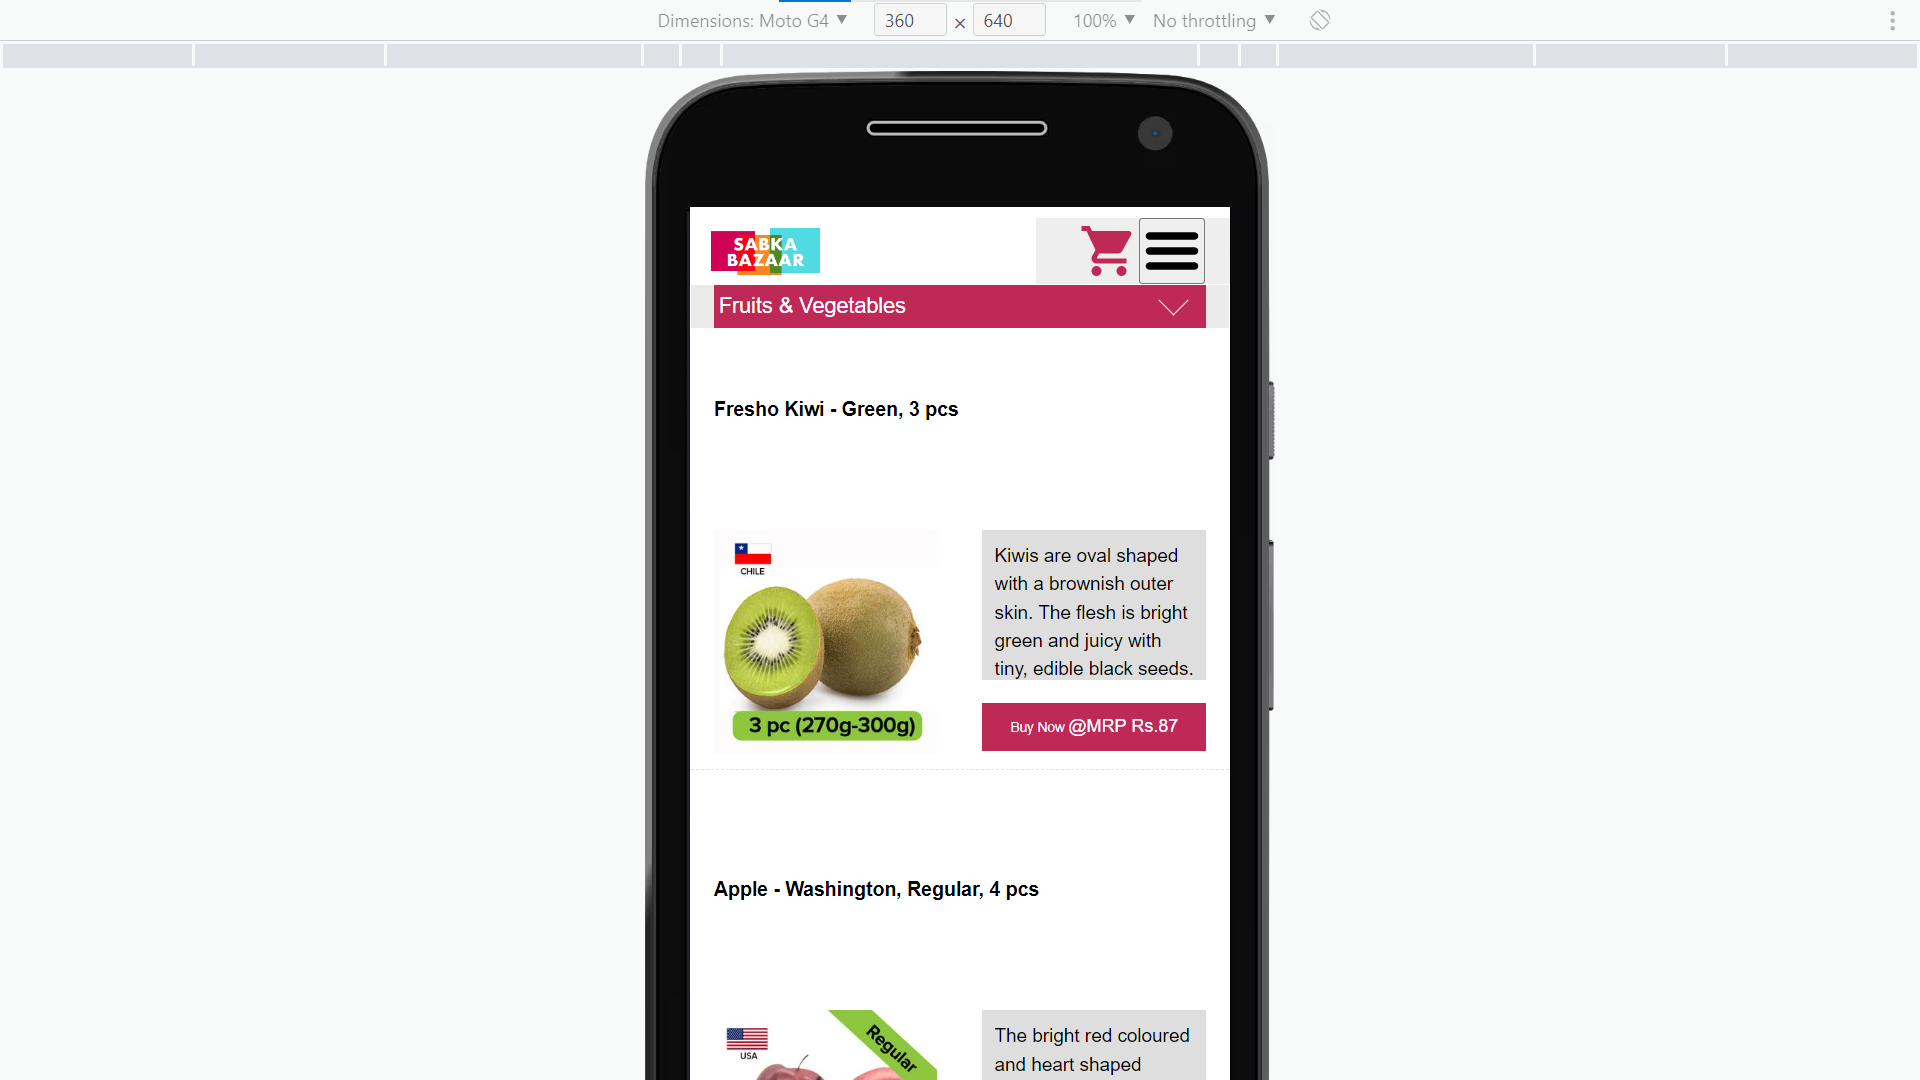 Dimensions: Moto G4 ▼ 360 × 640 100% ▼ No throttling ▼
SABKA
BAZAAR
Fruits & Vegetables
Fresho Kiwi - Green, 3 pcs
CHILE
3 pc (270g-300g)
Kiwis are oval shaped
with a brownish outer
skin. The flesh is bright
green and juicy with
tiny, edible black seeds.
Buy Now @MRP Rs.87
Apple - Washington, Regular, 4 pcs
USA
Regular
The bright red coloured
and heart shaped